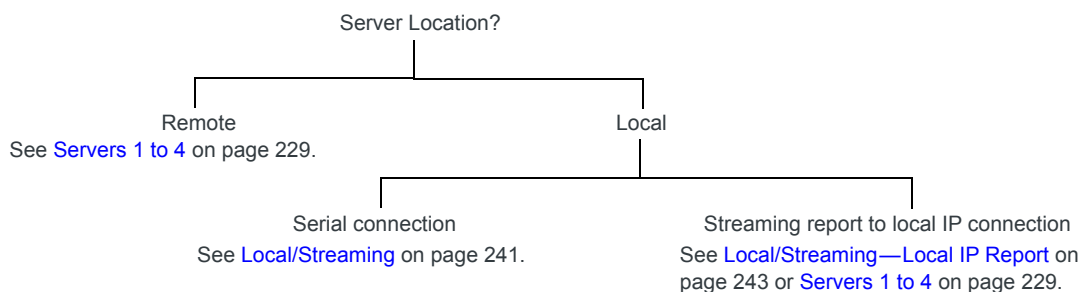 Server Location?
Remote
See Servers 1 to 4 on page 229.
Local
Serial connection
See Local/Streaming on page 241.
Streaming report to local IP connection
See Local/Streaming—Local IP Report on
page 243 or Servers 1 to 4 on page 229.